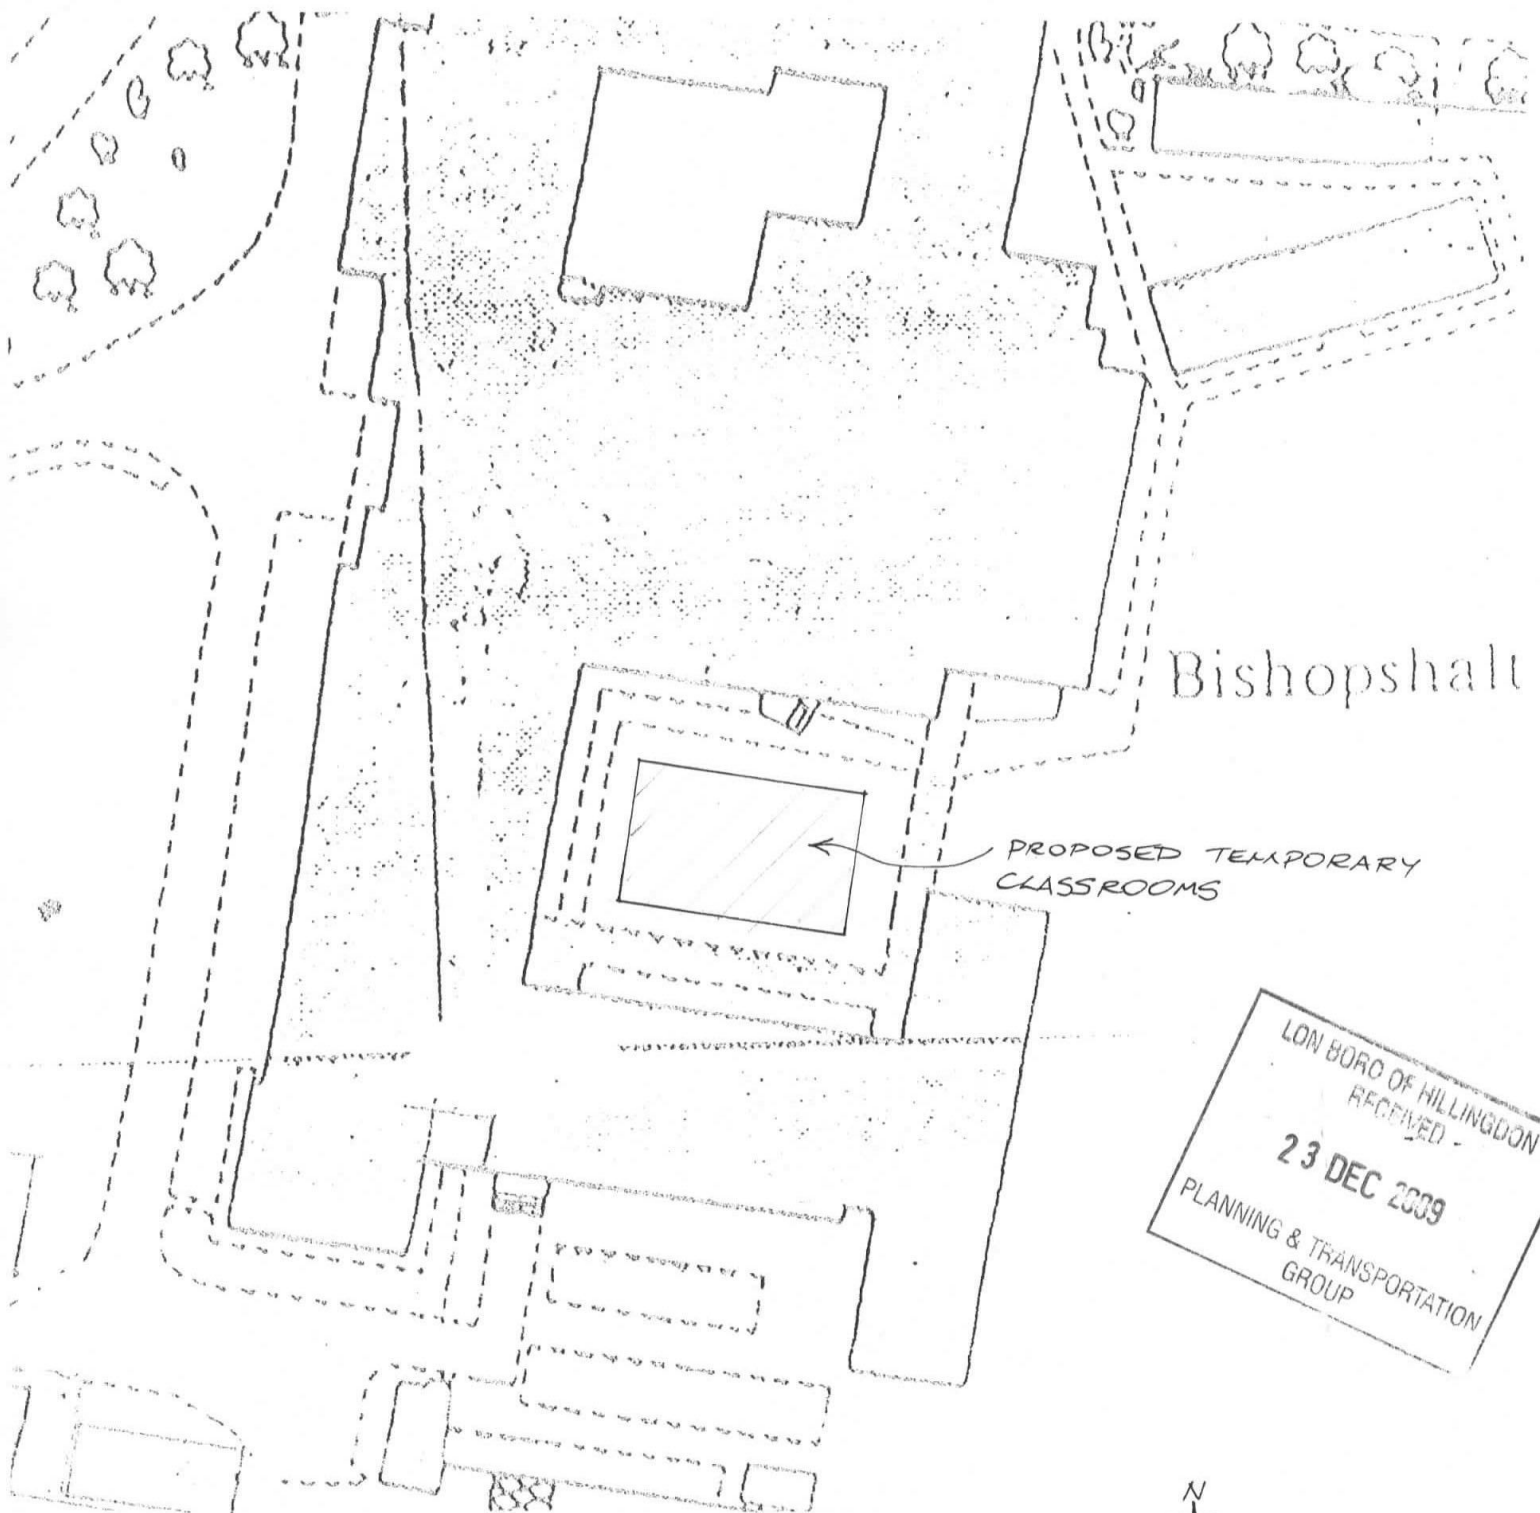 Bishopshalt
PROPOSED TEMPORARY
CLASSROOMS
LON BORO OF HILLINGDON
RECEIVED
23 DEC 2009
PLANNING & TRANSPORTATION
GROUP
N